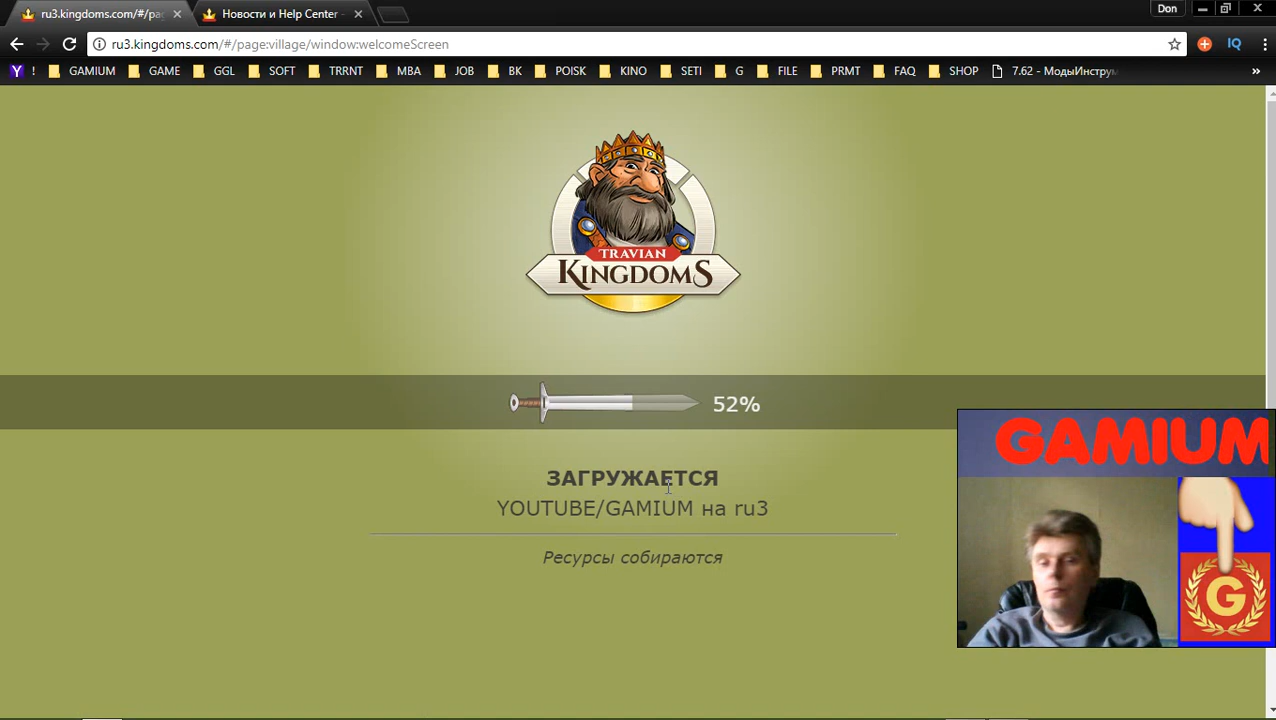 ru3.kingdoms.com/#/pa
Новости и Help Center -
Don
ru3.kingdoms.com/#/page:village/window:welcomeScreen
IQ
Y ! GAMIUM GAME GGL SOFT TRRNT MBA JOB BK POISK KINO SETI G FILE PRMT FAQ SHOP 7.62 - МодыИнструм »
TRAVIAN
KINGDOMS
52%
ЗАГРУЖАЕТСЯ
YOUTUBE/GAMIUM на ru3
Ресурсы собираются
GAMIUM
G